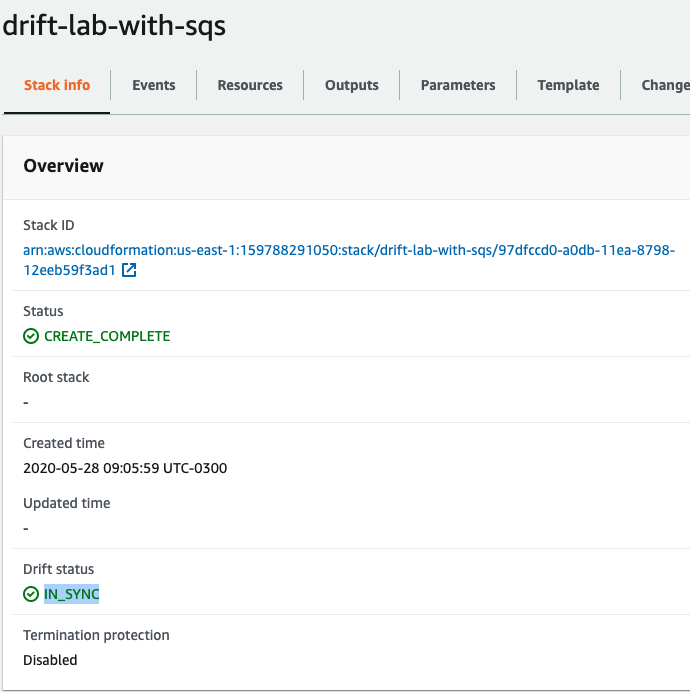 drift-lab-with-sqs
Stack info Events Resources Outputs Parameters Template Change
Overview
Stack ID
arn:aws:cloudformation:us-east-1:159788291050:stack/drift-lab-with-sqs/97dfccd0-a0db-11ea-8798-
12eeb59f3ad1
Status
CREATE_COMPLETE
Root stack
-
Created time
2020-05-28 09:05:59 UTC-0300
Updated time
-
Drift status
IN_SYNC
Termination protection
Disabled